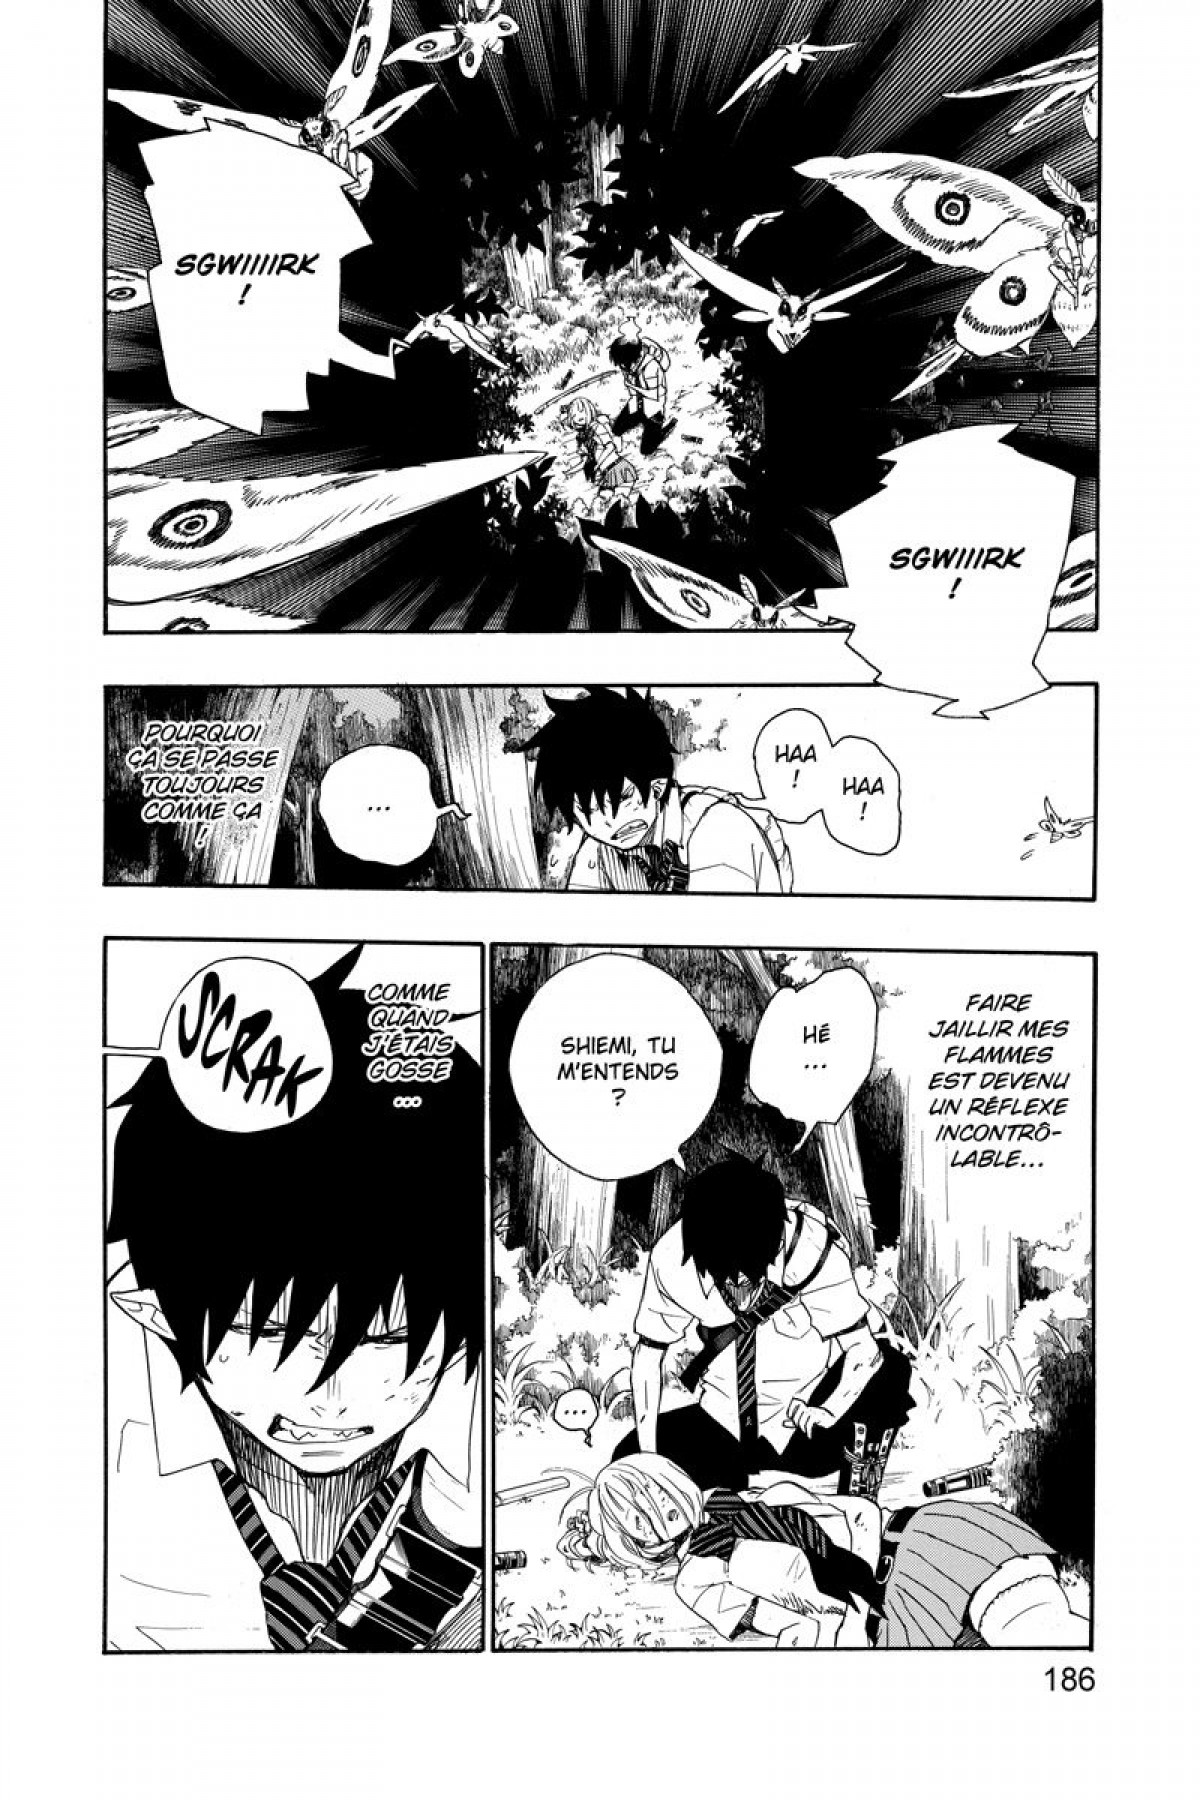 SGWIIIIRK
!
SGWIIIRK
!
HAA
!
HAA
!
...
POURQUOI
ÇA SE PASSE
TOUJOURS
COMME ÇA
!
FAIRE
JAILLIR MES
FLAMMES
EST DEVENU
UN RÉFLEXE
INCONTRÔ-
LABLE...
HÉ
...
SHIEMI, TU
M'ENTENDS
?
...
COMME
QUAND
J'ÉTAIS
GOSSE
...
SCRAK
186